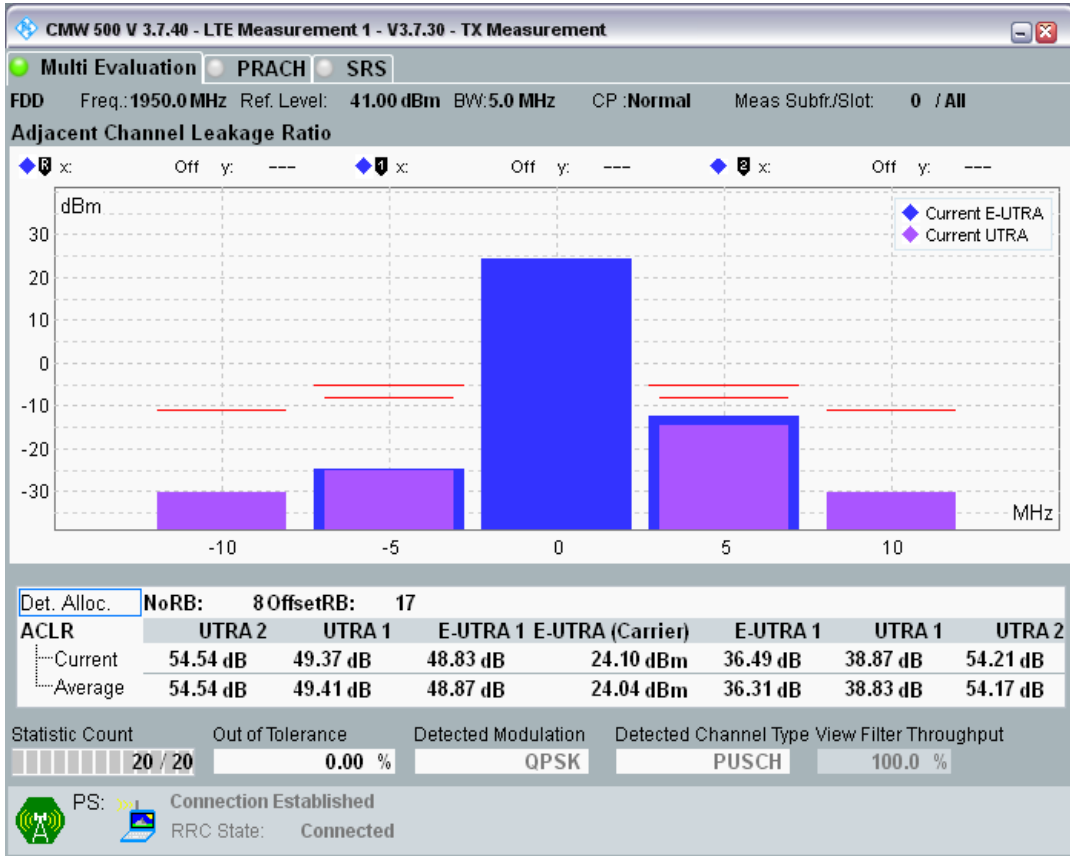 CMW 500 V 3.7.40 - LTE Measurement 1 - V3.7.30 - TX Measurement
Multi Evaluation PRACH SRS
FDD Freq.: 1950.0 MHz Ref. Level: 41.00 dBm BW: 5.0 MHz CP : Normal Meas Subfr./Slot: 0 / All
Adjacent Channel Leakage Ratio
R x: Off y: --- 1 x: Off y: --- 2 x: Off y: ---
dBm
Current E-UTRA
Current UTRA
30
20
10
0
-10
-20
-30
MHz
-10 -5 0 5 10
Det. Alloc. NoRB: 8 OffsetRB: 17
ACLR UTRA 2 UTRA 1 E-UTRA 1 E-UTRA (Carrier) E-UTRA 1 UTRA 1 UTRA 2
Current 54.54 dB 49.37 dB 48.83 dB 24.10 dBm 36.49 dB 38.87 dB 54.21 dB
Average 54.54 dB 49.41 dB 48.87 dB 24.04 dBm 36.31 dB 38.83 dB 54.17 dB
Statistic Count Out of Tolerance Detected Modulation Detected Channel Type View Filter Throughput
20 / 20 0.00 % QPSK PUSCH 100.0 %
PS: Connection Established
RRC State: Connected